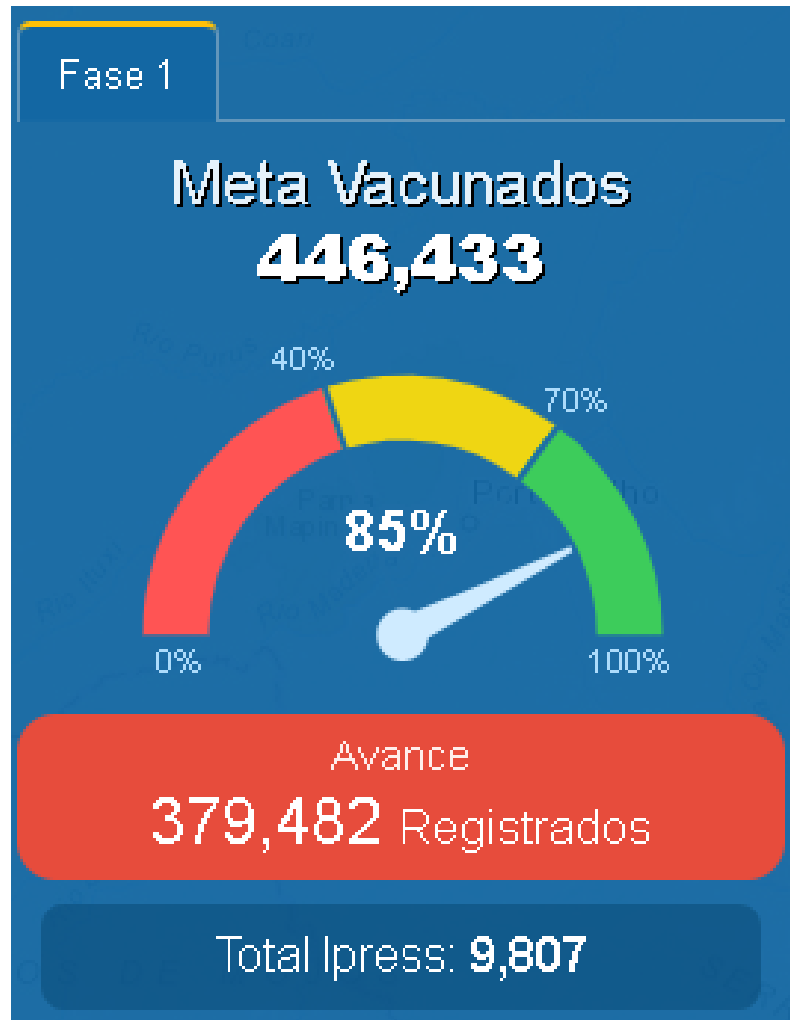 Fase 1
Meta Vacunados
446,433
40%
70%
85%
0%
100%
Avance
379,482 Registrados
Total Ipress: 9,807